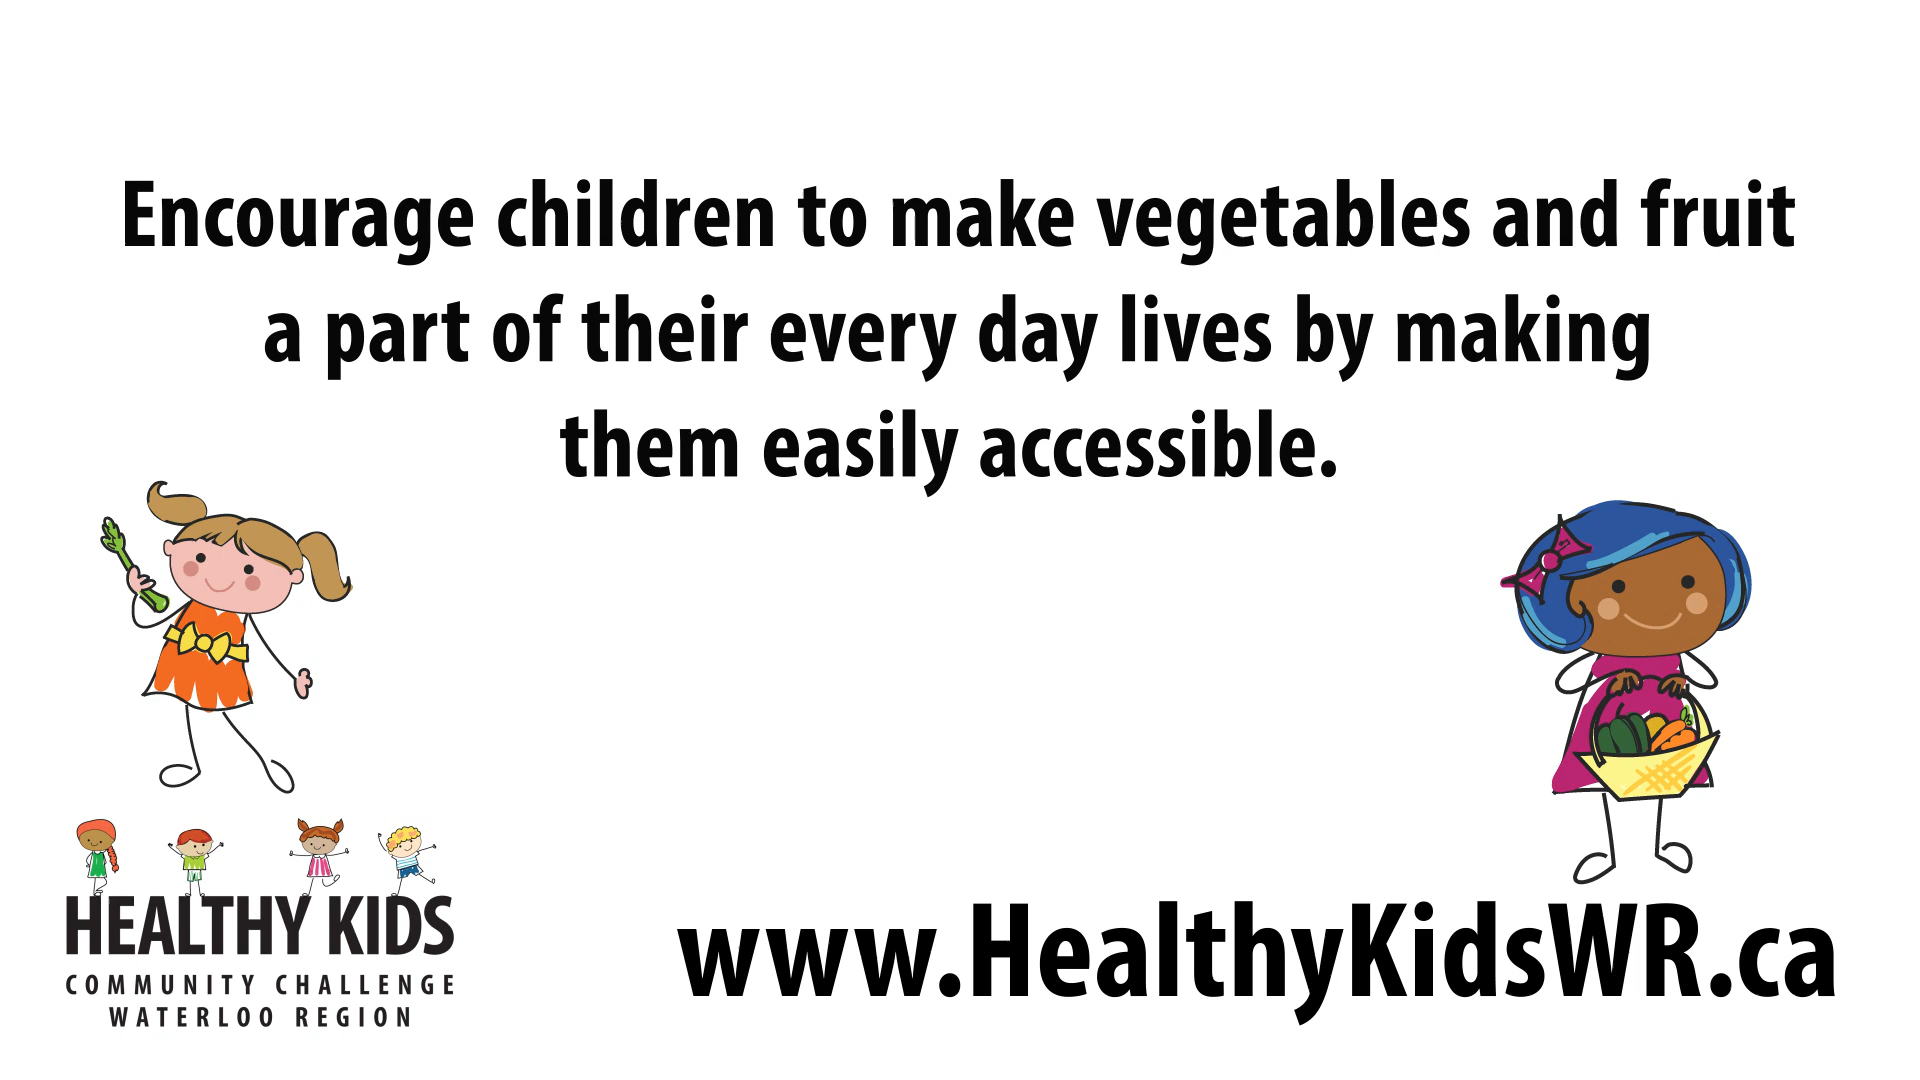 Encourage children to make vegetables and fruit
a part of their every day lives by making
them easily accessible.
HEALTHY KIDS
COMMUNITY CHALLENGE
WATERLOO REGION
www.HealthyKidsWR.ca